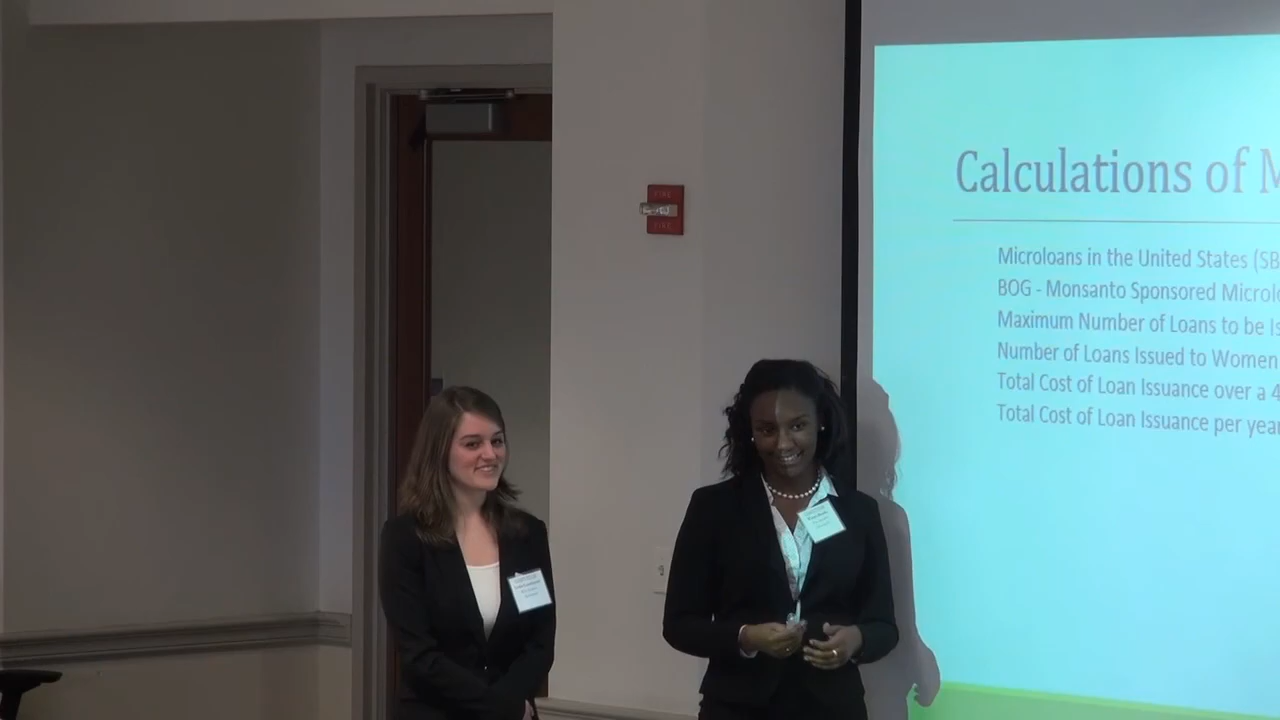 FIRE
FIRE
Calculations of M
Microloans in the United States (SB
BOG - Monsanto Sponsored Microlo
Maximum Number of Loans to be Is
Number of Loans Issued to Women
Total Cost of Loan Issuance over a 4
Total Cost of Loan Issuance per year